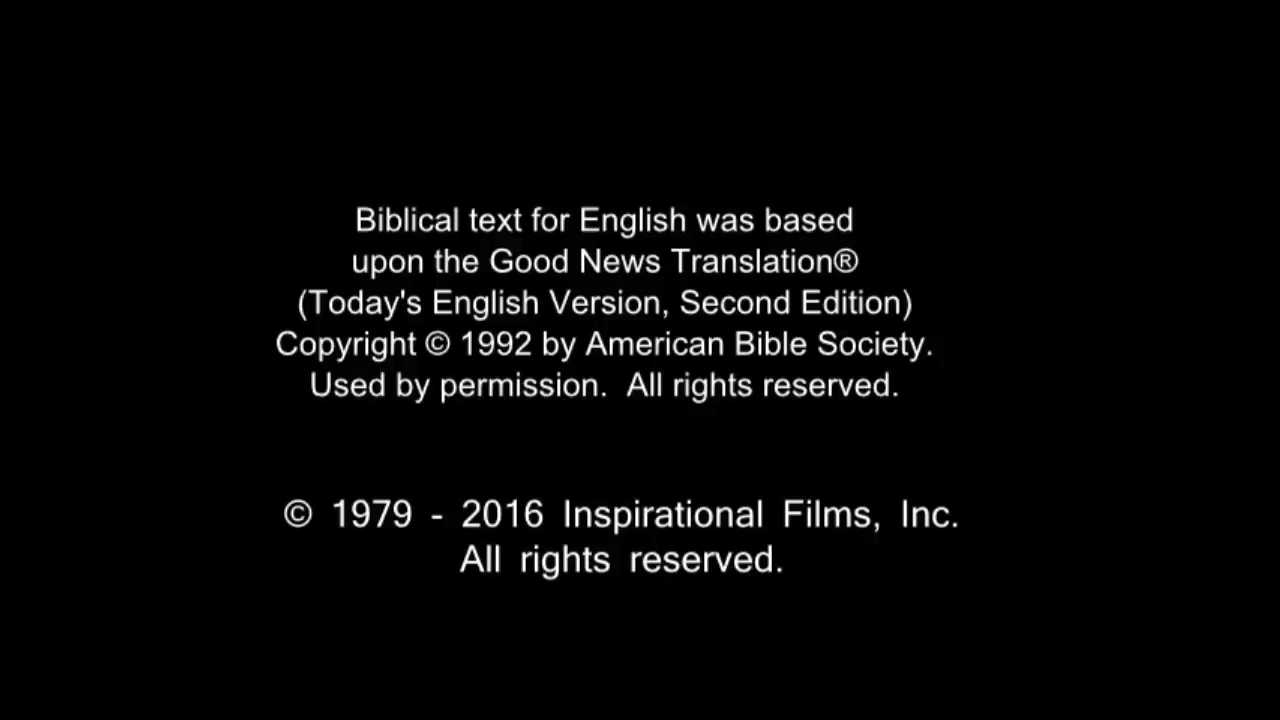 Biblical text for English was based
upon the Good News Translation®
(Today's English Version, Second Edition)
Copyright © 1992 by American Bible Society.
Used by permission. All rights reserved.
© 1979 - 2016 Inspirational Films, Inc.
All rights reserved.